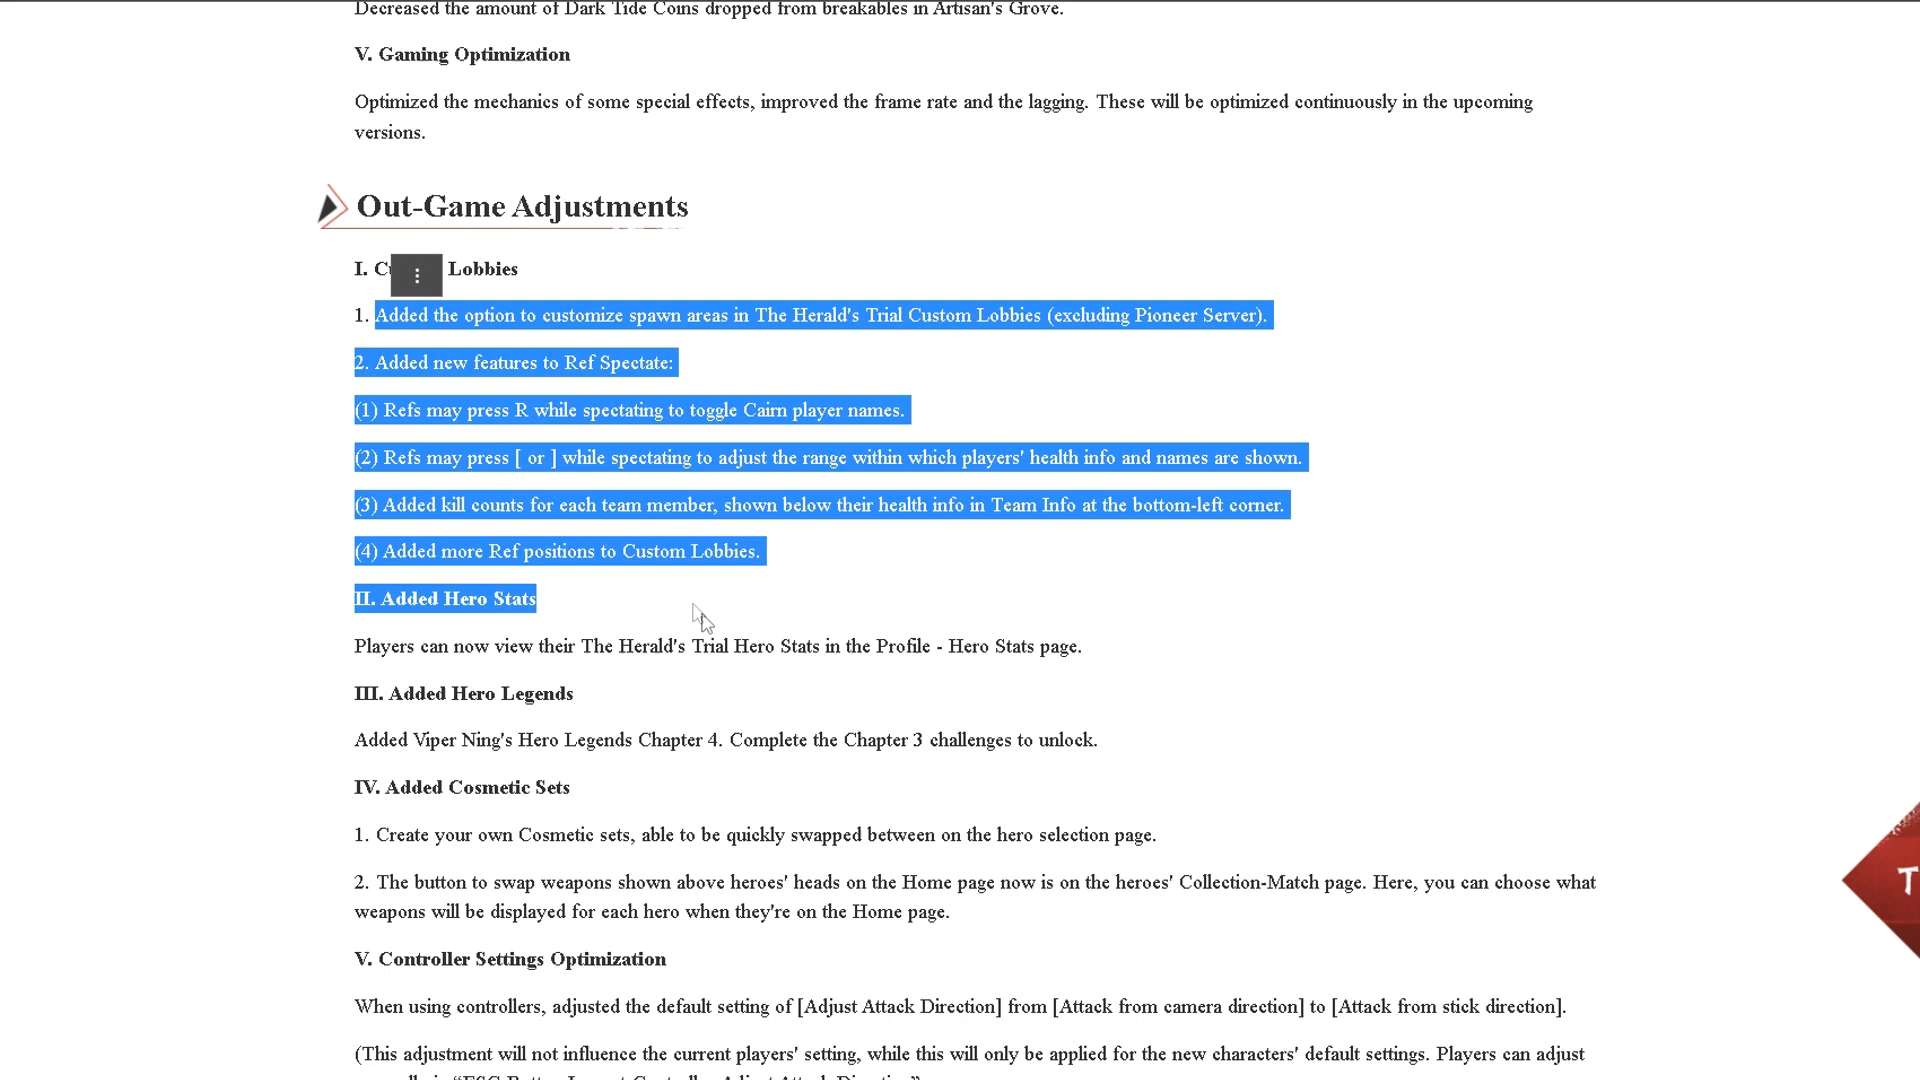 Decreased the amount of Dark Tide Coins dropped from breakables in Artisan's Grove.
V. Gaming Optimization
Optimized the mechanics of some special effects, improved the frame rate and the lagging. These will be optimized continuously in the upcoming
versions.
Out-Game Adjustments
I. Lobbies
1. Added the option to customize spawn areas in The Herald's Trial Custom Lobbies (excluding Pioneer Server).
2. Added new features to Ref Spectate:
(1) Refs may press R while spectating to toggle Cairn player names.
(2) Refs may press [ or ] while spectating to adjust the range within which players' health info and names are shown.
(3) Added kill counts for each team member, shown below their health info in Team Info at the bottom-left corner.
(4) Added more Ref positions to Custom Lobbies.
II. Added Hero Stats
Players can now view their The Herald's Trial Hero Stats in the Profile - Hero Stats page.
III. Added Hero Legends
Added Viper Ning's Hero Legends Chapter 4. Complete the Chapter 3 challenges to unlock.
IV. Added Cosmetic Sets
1. Create your own Cosmetic sets, able to be quickly swapped between on the hero selection page.
2. The button to swap weapons shown above heroes' heads on the Home page now is on the heroes' Collection-Match page. Here, you can choose what
weapons will be displayed for each hero when they're on the Home page.
V. Controller Settings Optimization
When using controllers, adjusted the default setting of [Adjust Attack Direction] from [Attack from camera direction] to [Attack from stick direction].
(This adjustment will not influence the current players' setting, while this will only be applied for the new characters' default settings. Players can adjust
T